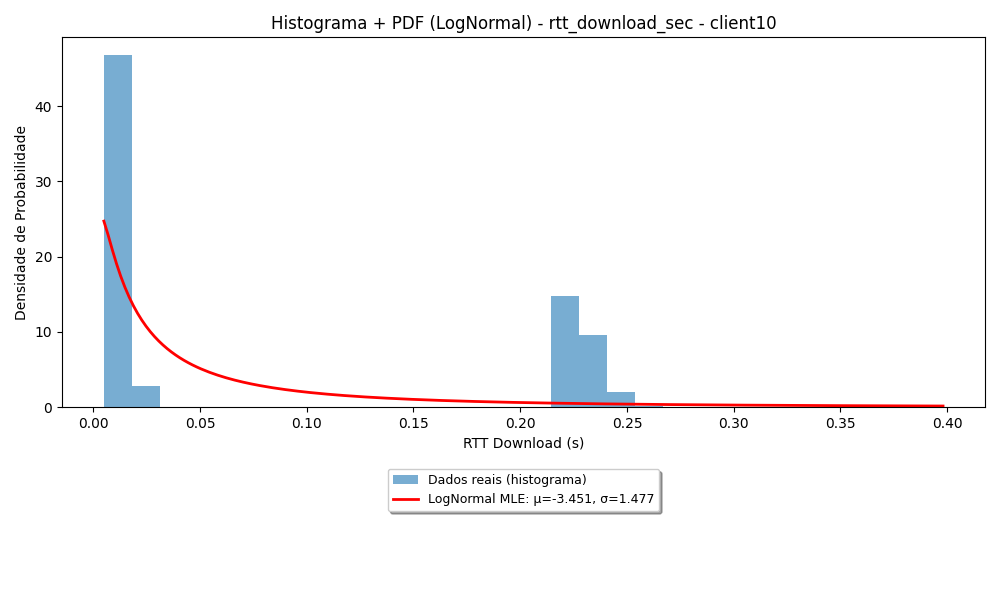 Histograma + PDF (LogNormal) - rtt_download_sec - client10
Densidade de Probabilidade
40
30
20
10
0
0.00 0.05 0.10 0.15 0.20 0.25 0.30 0.35 0.40
RTT Download (s)
Dados reais (histograma)
LogNormal MLE: μ=-3.451, σ=1.477